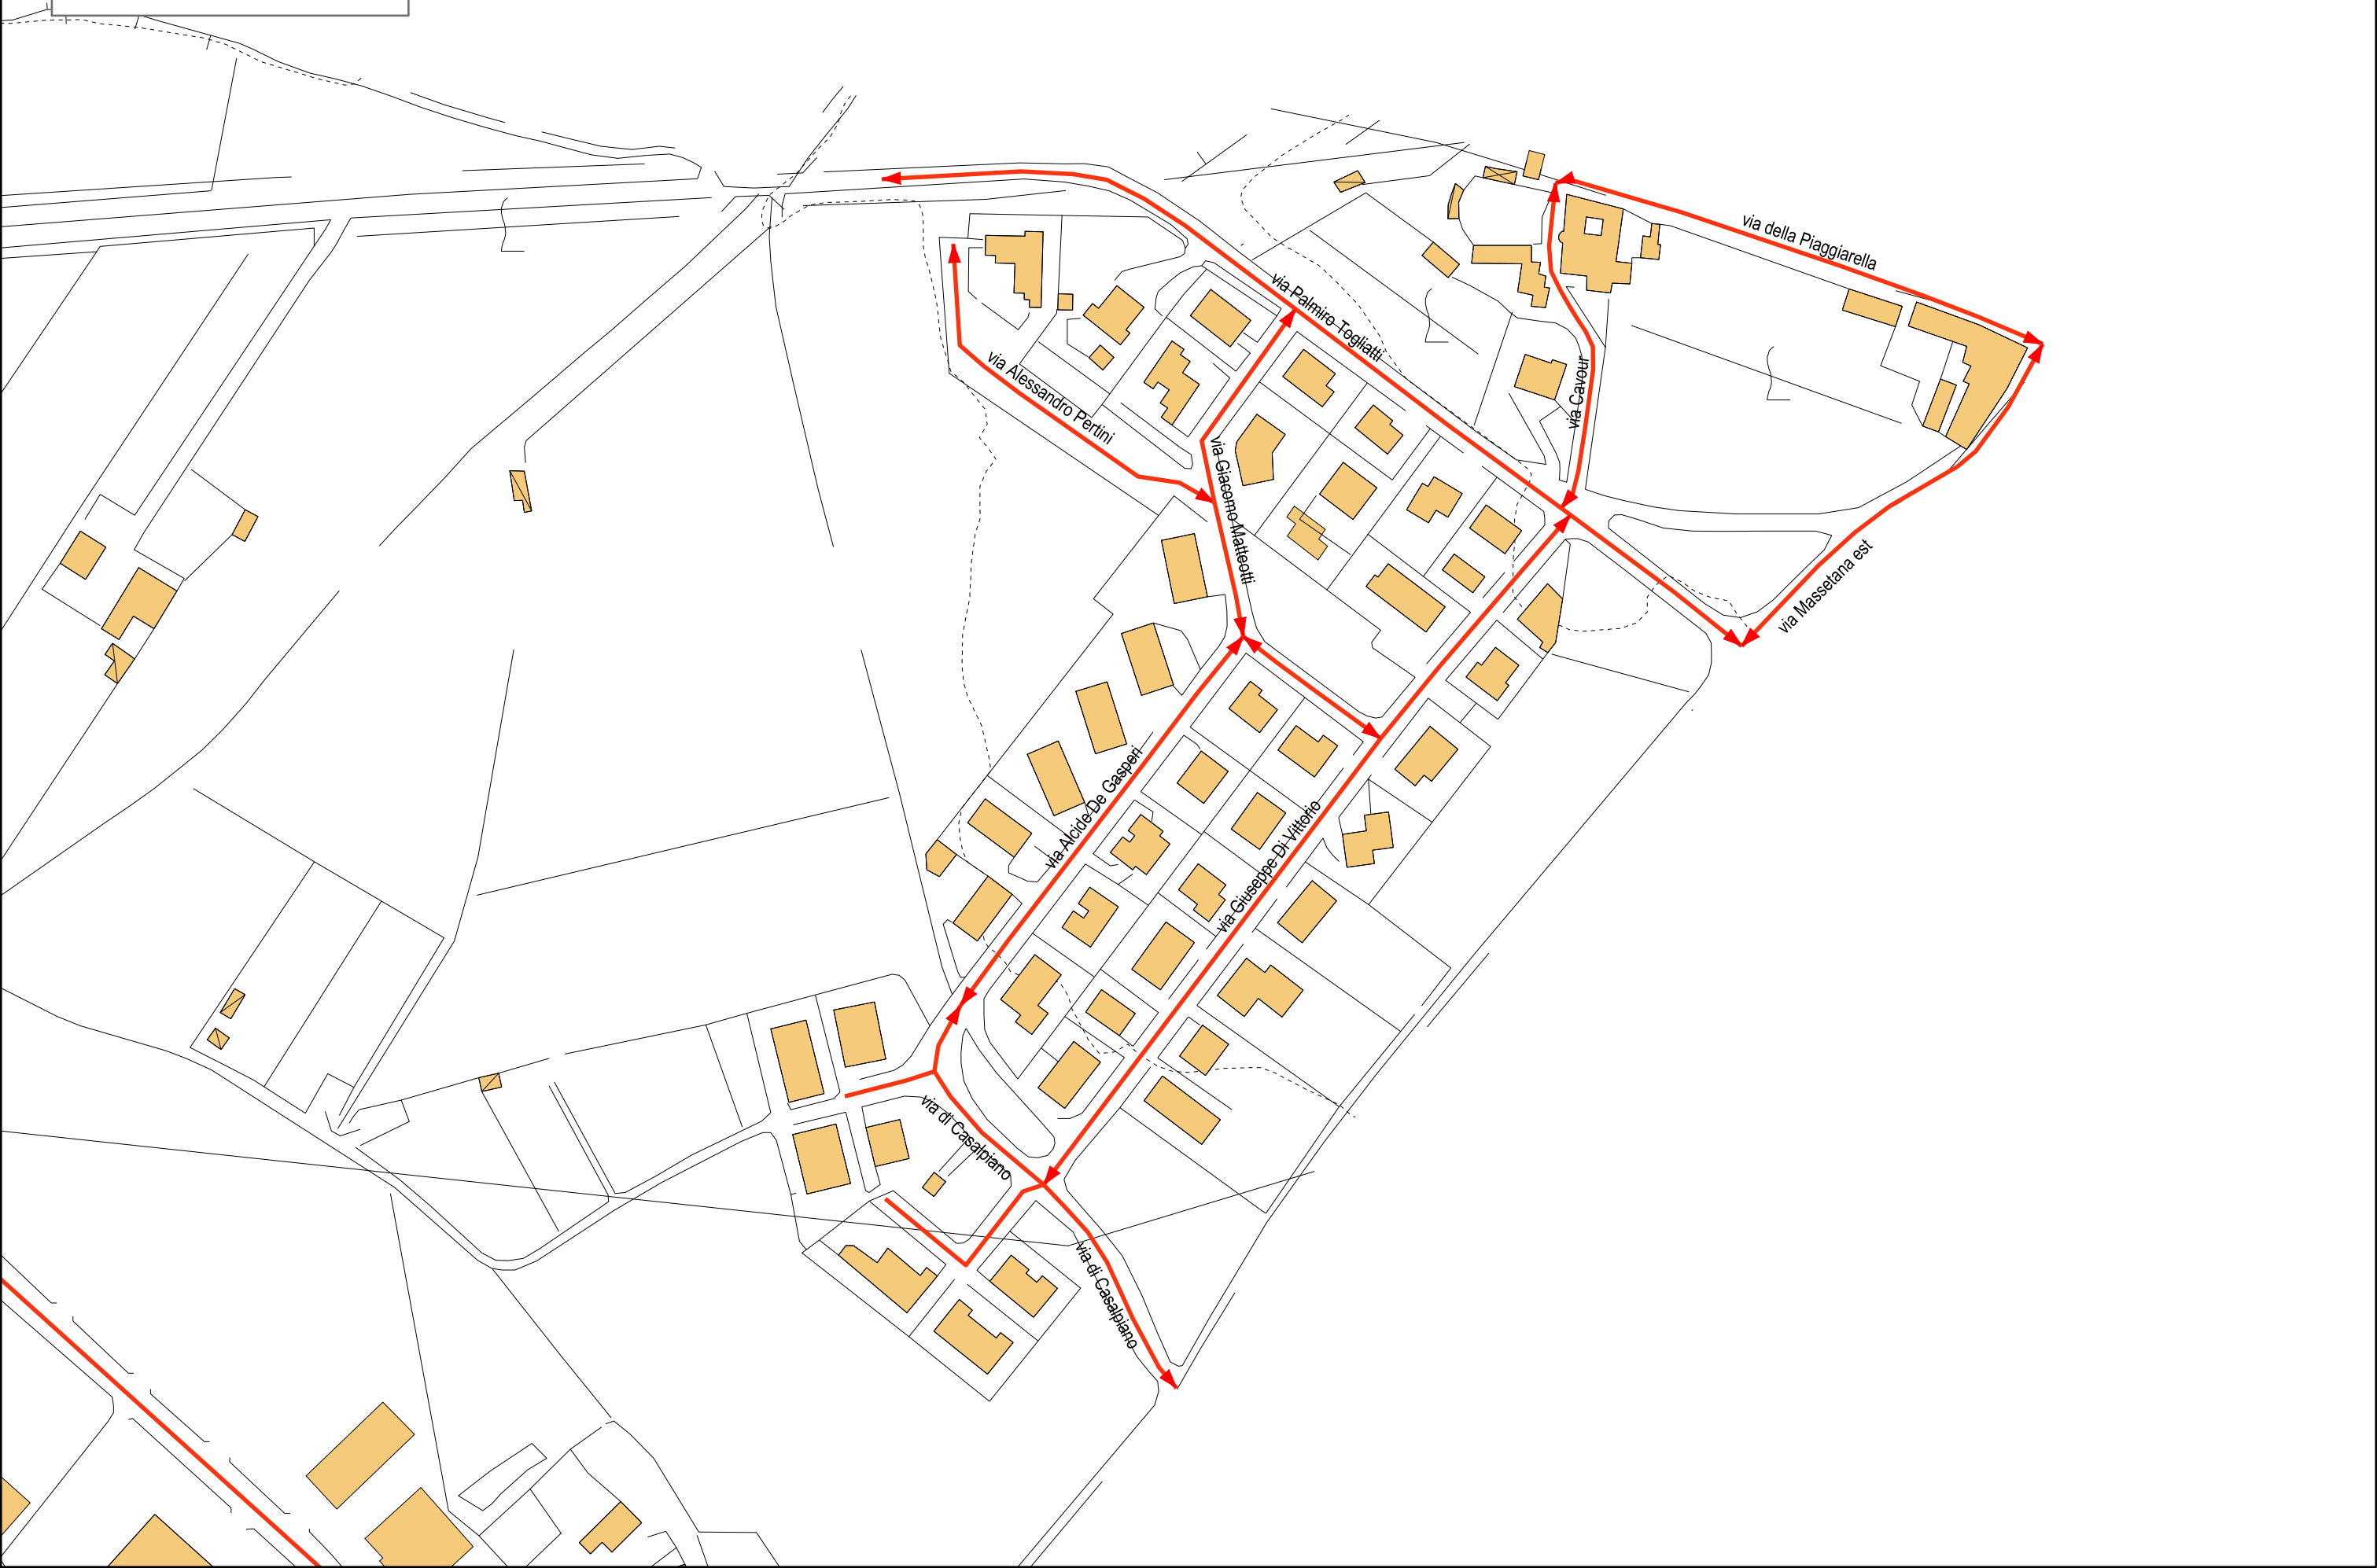 via della Piaggiarella
via Palmiro Togliatti
via Alessandro Pertini
via Cavour
via Giacomo Matteotti
via Massetana est
via Alcide De Gasperi
via Giuseppe Di Vittorio
via di Casalpiano
via di Casalpiano